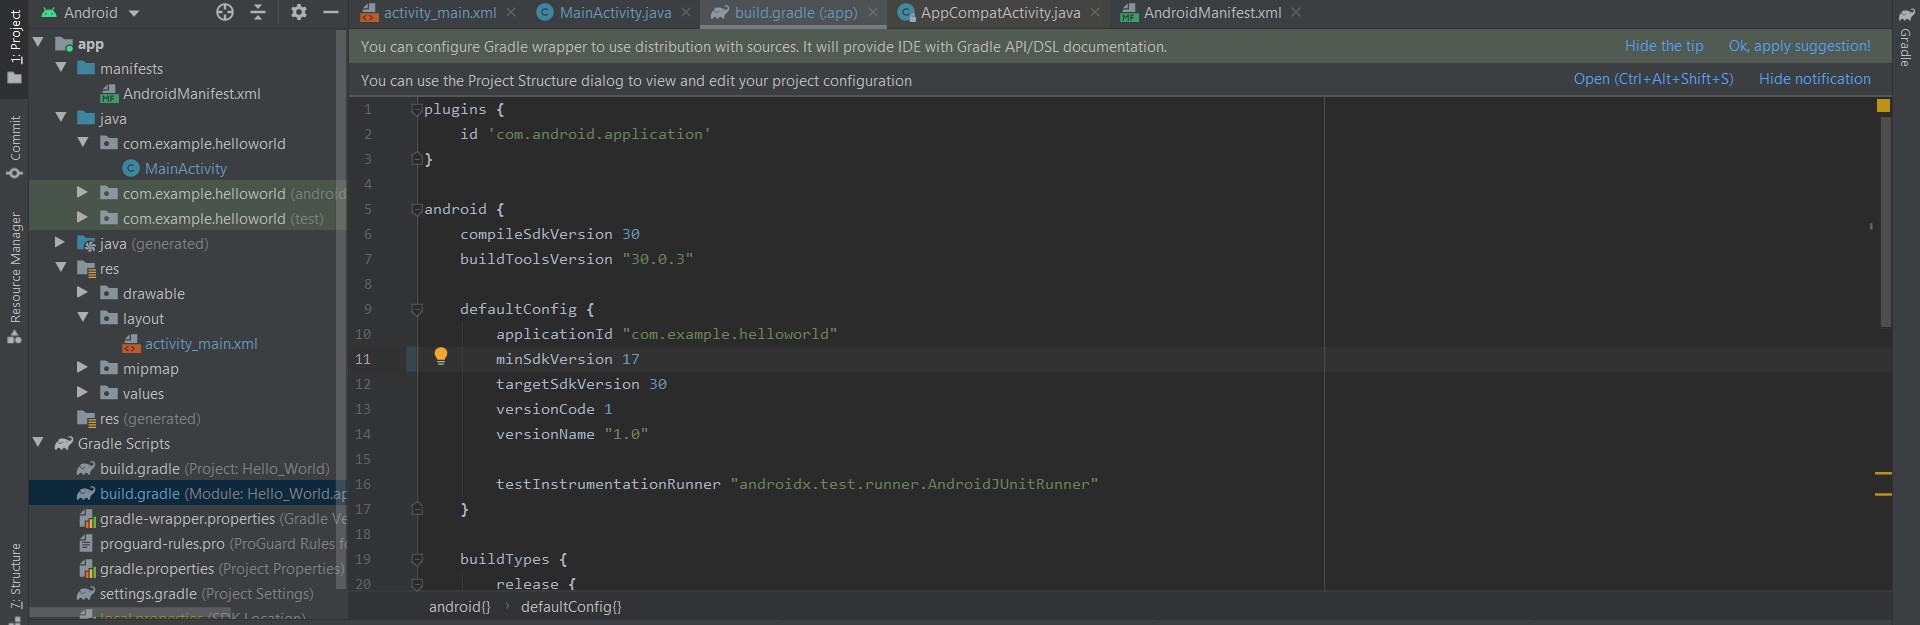 Android
activity_main.xml
MainActivity.java
build.gradle (:app)
AppCompatActivity.java
AndroidManifest.xml
1: Project
Commit
Resource Manager
7: Structure
Gradle
app
manifests
AndroidManifest.xml
java
com.example.helloworld
MainActivity
com.example.helloworld (android
com.example.helloworld (test)
java (generated)
res
drawable
layout
activity_main.xml
mipmap
values
res (generated)
Gradle Scripts
build.gradle (Project: Hello_World)
build.gradle (Module: Hello_World.ap
gradle-wrapper.properties (Gradle Ve
proguard-rules.pro (ProGuard Rules fo
gradle.properties (Project Properties)
settings.gradle (Project Settings)
local.properties (SDK Location)
You can configure Gradle wrapper to use distribution with sources. It will provide IDE with Gradle API/DSL documentation. Hide the tip Ok, apply suggestion!
You can use the Project Structure dialog to view and edit your project configuration Open (Ctrl+Alt+Shift+S) Hide notification
1 plugins {
2 id 'com.android.application'
3 }
4
5 android {
6 compileSdkVersion 30
7 buildToolsVersion "30.0.3"
8
9 defaultConfig {
10 applicationId "com.example.helloworld"
11 minSdkVersion 17
12 targetSdkVersion 30
13 versionCode 1
14 versionName "1.0"
15
16 testInstrumentationRunner "androidx.test.runner.AndroidJUnitRunner"
17 }
18
19 buildTypes {
20 release {
android{} › defaultConfig{}